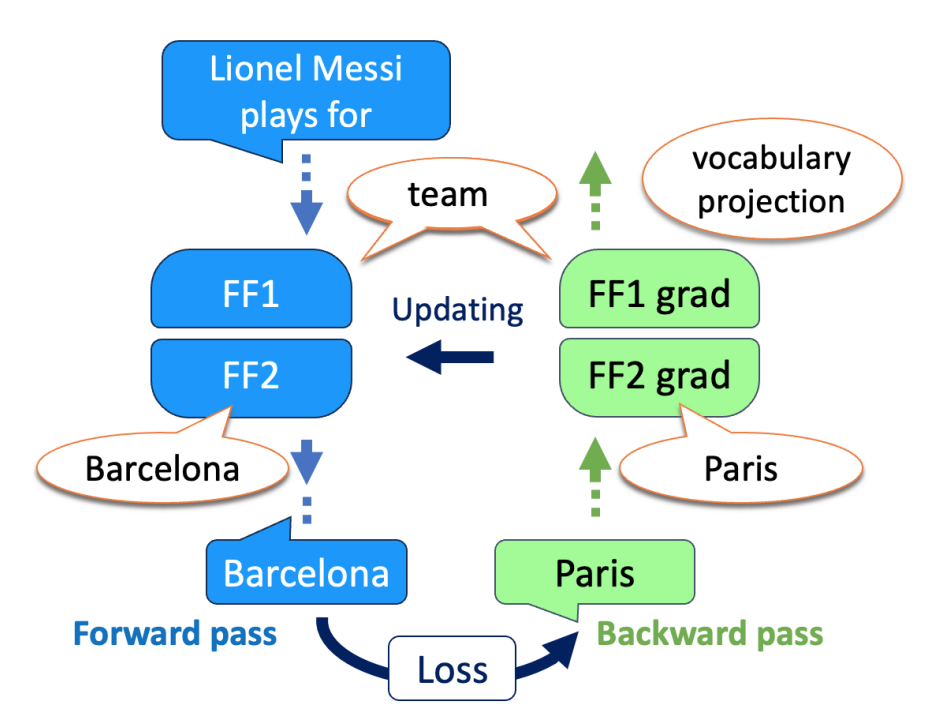 Lionel Messi
plays for
team
vocabulary
projection
FF1
FF1 grad
Updating
FF2
FF2 grad
Barcelona
Paris
Barcelona
Paris
Forward pass
Backward pass
Loss